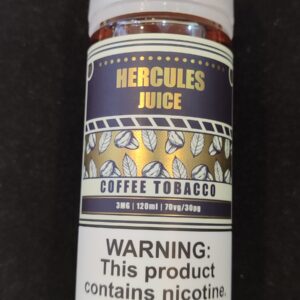 HERCULES
JUICE
COFFEE TOBACCO
3MG | 120ml | 70vg/30pg
WARNING:
This product
contains nicotine.